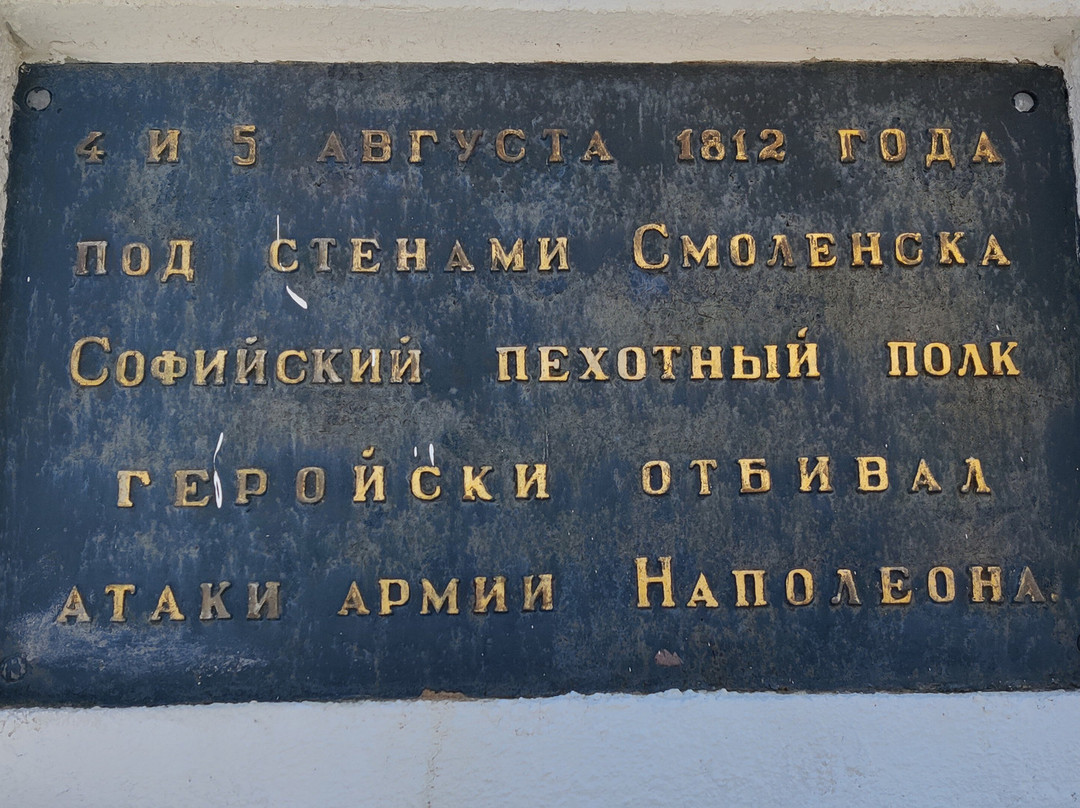 4 И 5 АВГУСТА 1812 ГОДА
ПОД СТЕНАМИ СМОЛЕНСКА
СОФИЙСКИЙ ПЕХОТНЫЙ ПОЛК
ГЕРОЙСКИ ОТБИВАЛ
АТАКИ АРМИИ НАПОЛЕОНА.